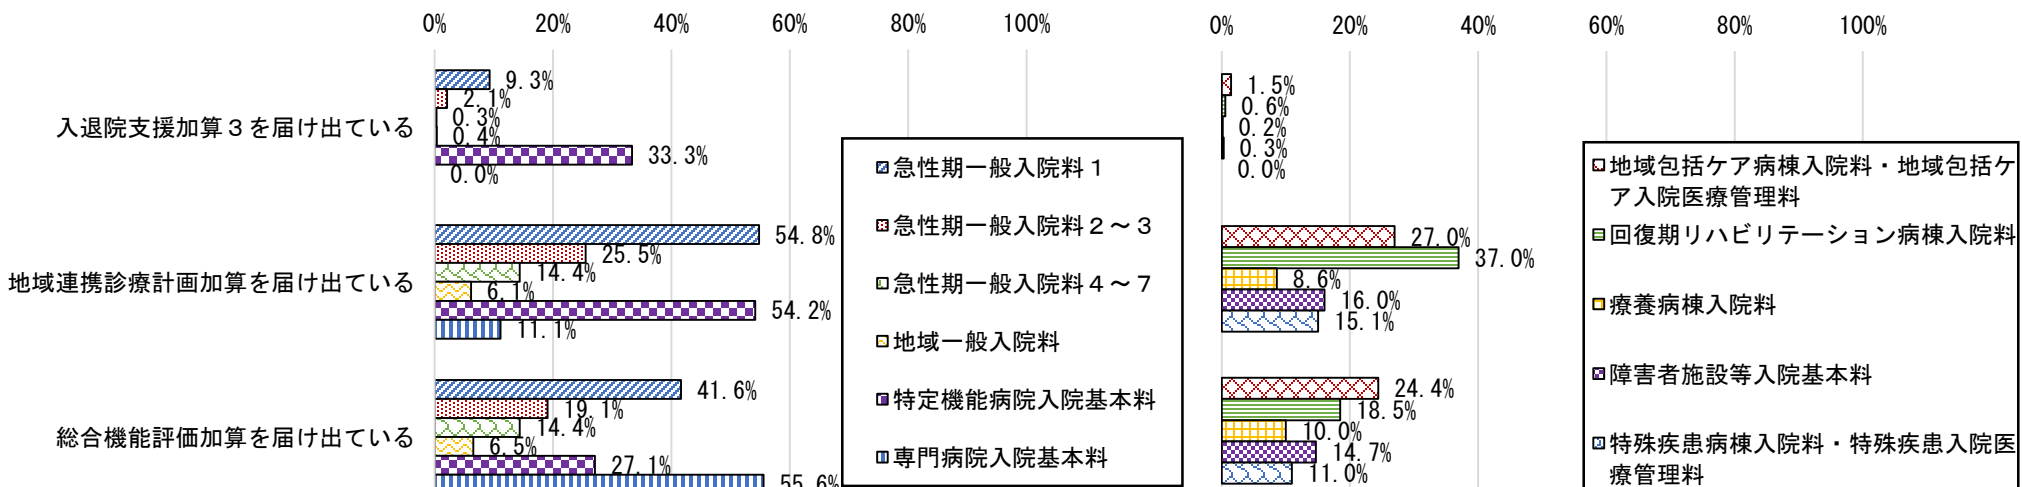 0% 20% 40% 60% 80% 100%
0% 20% 40% 60% 80% 100%
入退院支援加算３を届け出ている
9.3%
2.1%
0.3%
0.4%
33.3%
0.0%
1.5%
0.6%
0.2%
0.3%
0.0%
地域連携診療計画加算を届け出ている
54.8%
25.5%
14.4%
6.1%
54.2%
11.1%
27.0%
37.0%
8.6%
16.0%
15.1%
総合機能評価加算を届け出ている
41.6%
19.1%
14.4%
6.5%
27.1%
55.6%
24.4%
18.5%
10.0%
14.7%
11.0%
急性期一般入院料１
急性期一般入院料２～３
急性期一般入院料４～７
地域一般入院料
特定機能病院入院基本料
専門病院入院基本料
地域包括ケア病棟入院料・地域包括ケ
ア入院医療管理料
回復期リハビリテーション病棟入院料
療養病棟入院料
障害者施設等入院基本料
特殊疾患病棟入院料・特殊疾患入院医
療管理料